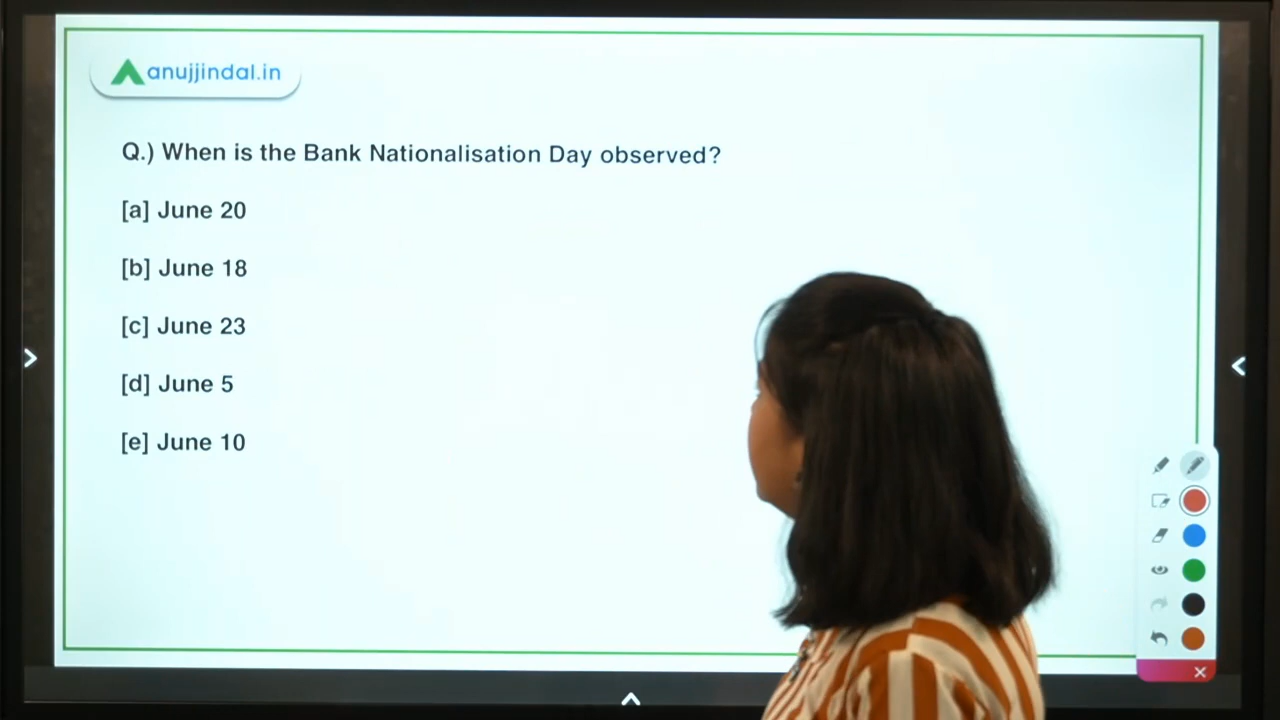 anujjindal.in
Q.) When is the Bank Nationalisation Day observed?
[a] June 20
[b] June 18
[c] June 23
[d] June 5
[e] June 10